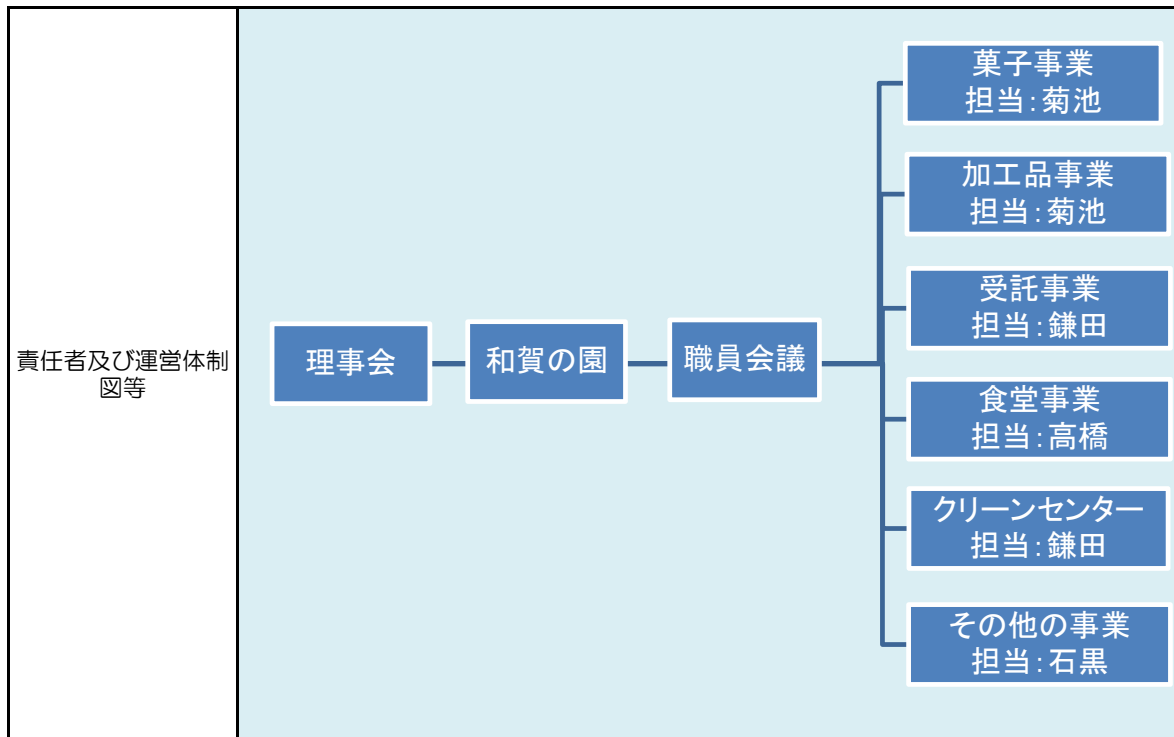 責任者及び運営体制
図等
理事会
和賀の園
職員会議
菓子事業
担当：菊池
加工品事業
担当：菊池
受託事業
担当：鎌田
食堂事業
担当：高橋
クリーンセンター
担当：鎌田
その他の事業
担当：石黒